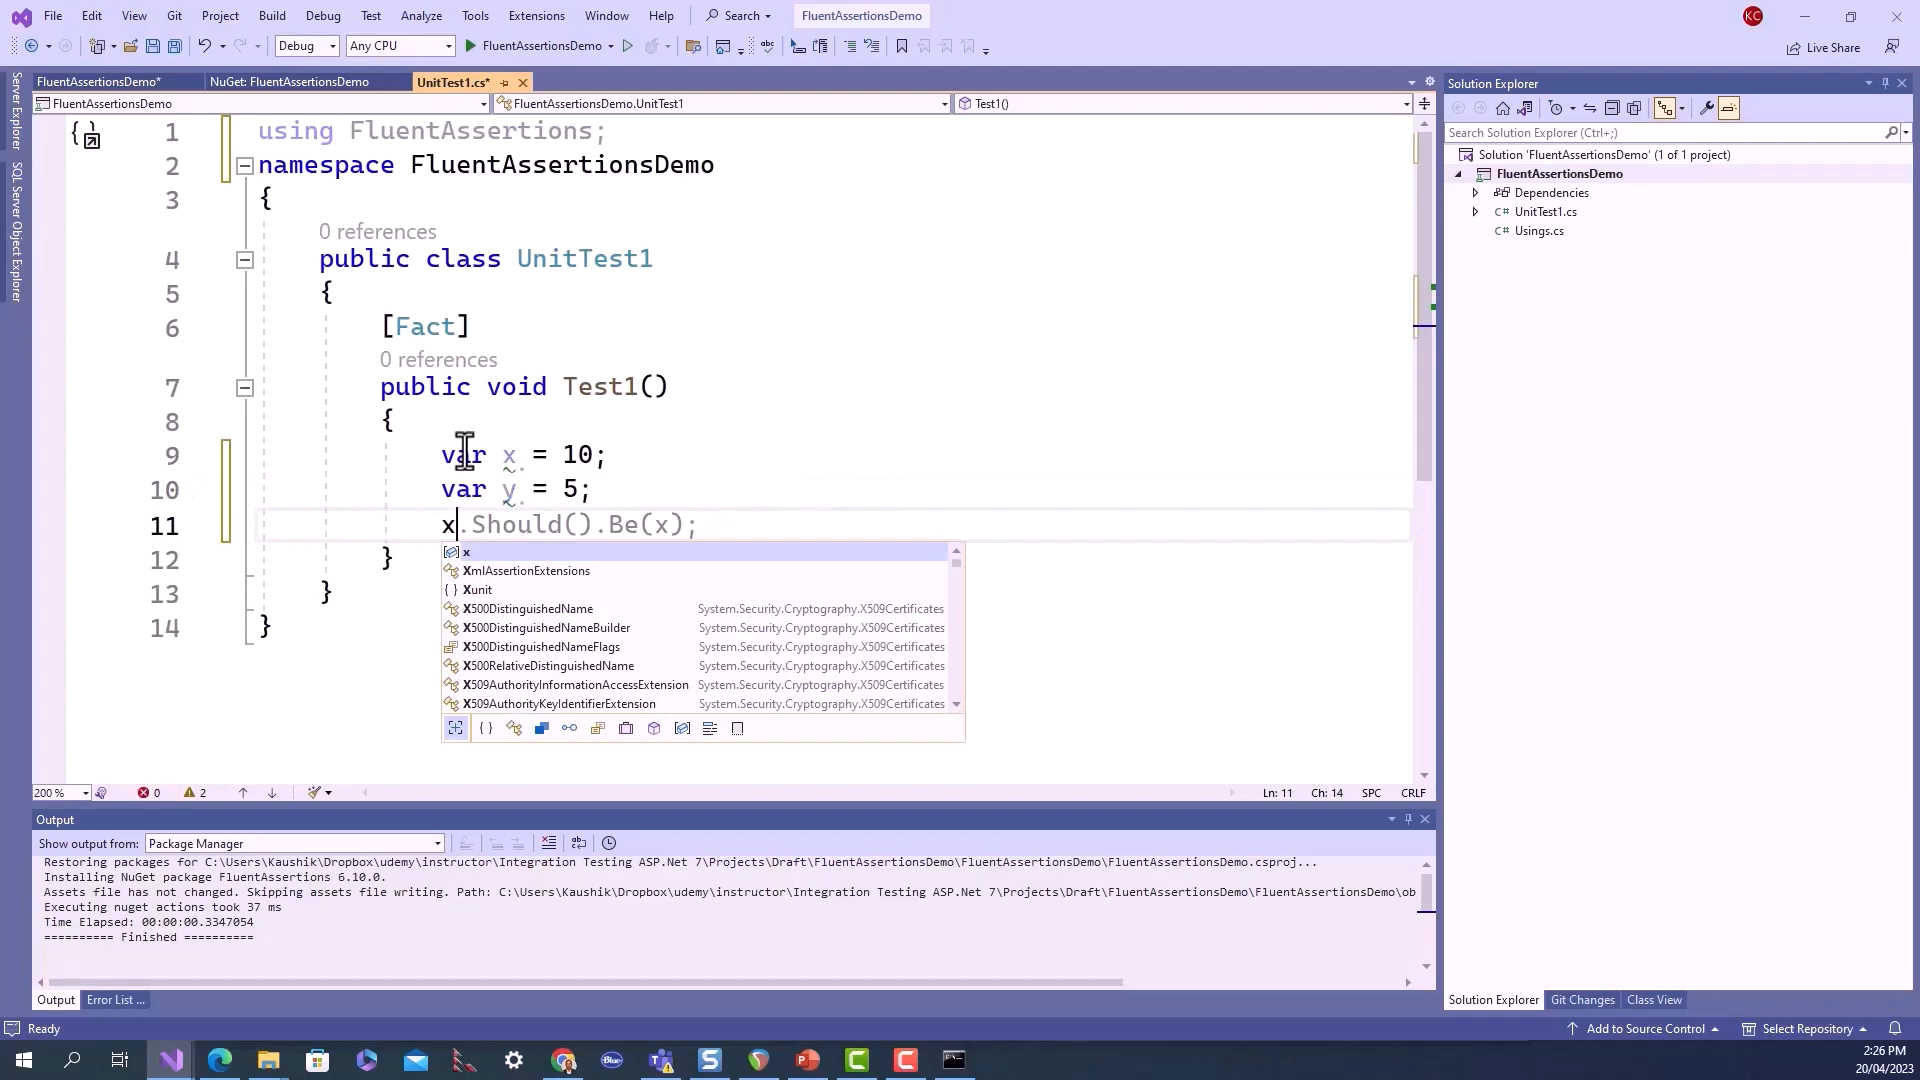 File Edit View Git Project Build Debug Test Analyze Tools Extensions Window Help Search FluentAssertionsDemo KC
Debug Any CPU FluentAssertionsDemo Live Share
FluentAssertionsDemo* NuGet: FluentAssertionsDemo UnitTest1.cs*
FluentAssertionsDemo FluentAssertionsDemo.UnitTest1 Test1()
Server Explorer
SQL Server Object Explorer
1 using FluentAssertions;
2 namespace FluentAssertionsDemo
3 {
0 references
4 public class UnitTest1
5 {
6 [Fact]
0 references
7 public void Test1()
8 {
9 var x = 10;
10 var y = 5;
11 x.Should().Be(x);
12 }
13 }
14 }
x
XmlAssertionExtensions
{ } Xunit
X500DistinguishedName System.Security.Cryptography.X509Certificates
X500DistinguishedNameBuilder System.Security.Cryptography.X509Certificates
X500DistinguishedNameFlags System.Security.Cryptography.X509Certificates
X500RelativeDistinguishedName System.Security.Cryptography.X509Certificates
X509AuthorityInformationAccessExtension System.Security.Cryptography.X509Certificates
X509AuthorityKeyIdentifierExtension System.Security.Cryptography.X509Certificates
200 % 0 2 Ln: 11 Ch: 14 SPC CRLF
Output
Show output from: Package Manager
Restoring packages for C:\Users\Kaushik\Dropbox\udemy\instructor\Integration Testing ASP.Net 7\Projects\Draft\FluentAssertionsDemo\FluentAssertionsDemo\FluentAssertionsDemo.csproj...
Installing NuGet package FluentAssertions 6.10.0.
Assets file has not changed. Skipping assets file writing. Path: C:\Users\Kaushik\Dropbox\udemy\instructor\Integration Testing ASP.Net 7\Projects\Draft\FluentAssertionsDemo\FluentAssertionsDemo\ob
Executing nuget actions took 37 ms
Time Elapsed: 00:00:00.3347054
========== Finished ==========
Output Error List ...
Solution Explorer
Search Solution Explorer (Ctrl+;)
Solution 'FluentAssertionsDemo' (1 of 1 project)
FluentAssertionsDemo
Dependencies
C# UnitTest1.cs
C# Usings.cs
Solution Explorer Git Changes Class View
Ready Add to Source Control Select Repository
2:26 PM
20/04/2023